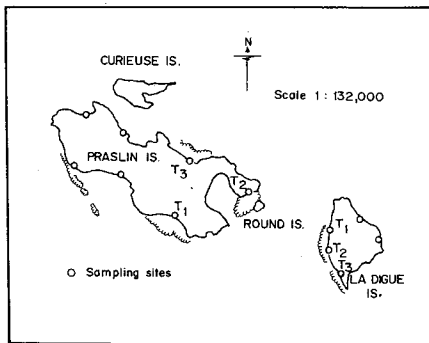 N
CURIEUSE IS.
Scale 1 : 132,000
PRASLIN IS.
T3
T2
T1
ROUND IS.
T1
T2
T3
LA DIGUE
IS.
Sampling sites